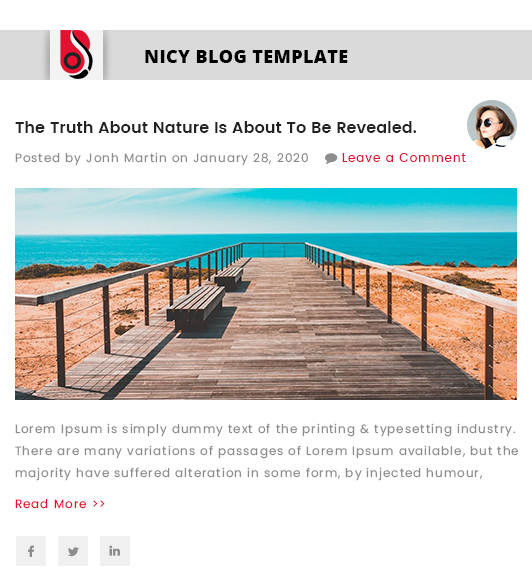 NICY BLOG TEMPLATE
The Truth About Nature Is About To Be Revealed.
Posted by Jonh Martin on January 28, 2020 Leave a Comment
Lorem Ipsum is simply dummy text of the printing & typesetting industry.
There are many variations of passages of Lorem Ipsum available, but the
majority have suffered alteration in some form, by injected humour,
Read More >>